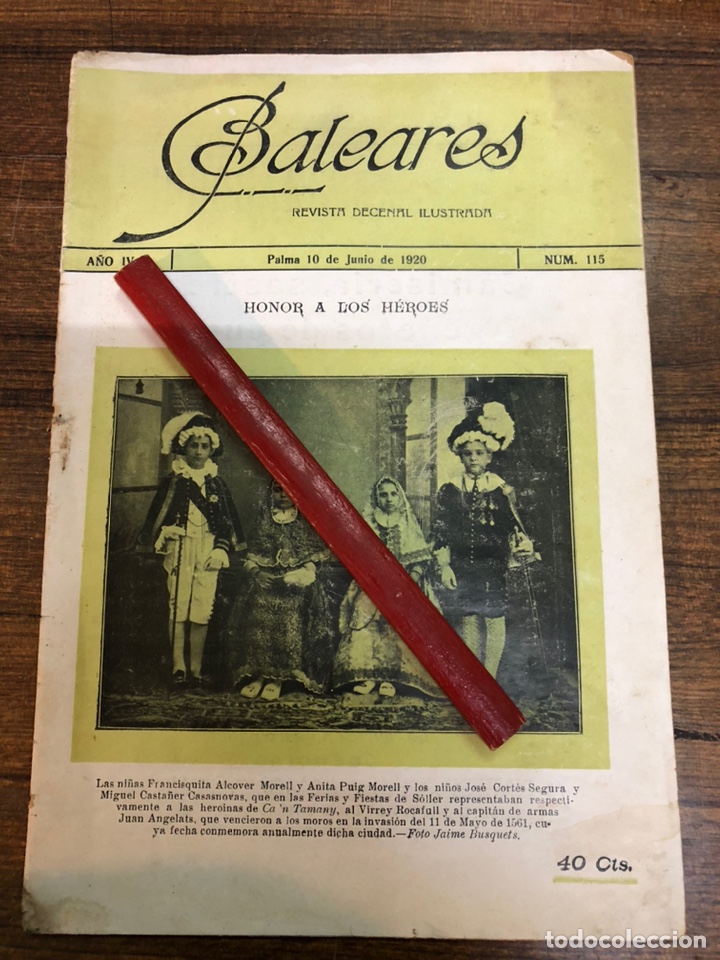 Baleares
REVISTA DECENAL ILUSTRADA
AÑO IV
Palma 10 de Junio de 1920
NUM. 115
HONOR A LOS HÉROES
Las niñas Francisquita Alcover Morell y Anita Puig Morell y los niños José Cortés Segura y
Miguel Castañer Casasnovas, que en las Ferias y Fiestas de Sóller representaban respecti-
vamente a las heroinas de Ca 'n Tamany, al Virrey Rocafull y al capitán de armas
Juan Angelats, que vencieron a los moros en la invasión del 11 de Mayo de 1561, cu-
ya fecha conmemora anualmente dicha ciudad.—Foto Jaime Busquets.
40 Cts.
todocoleccion